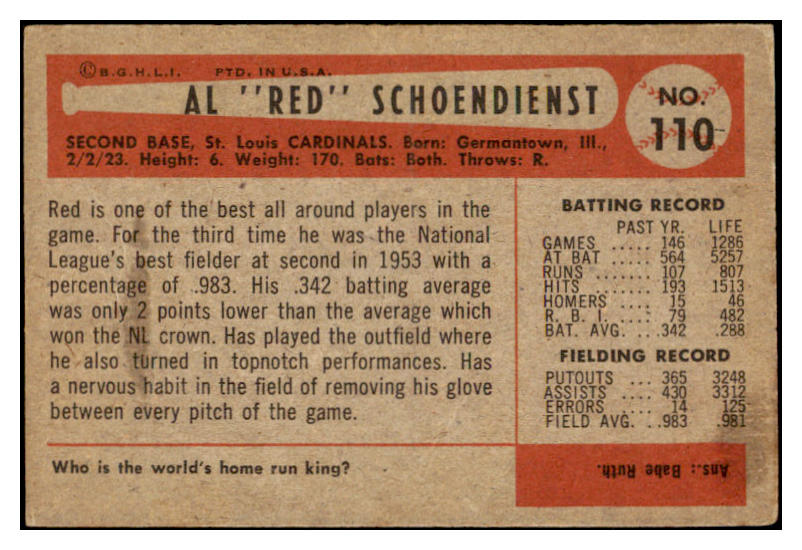 ©B.G.H.L.I. PTD. IN U.S.A.
AL "RED" SCHOENDIENST
NO.
110
SECOND BASE, St. Louis CARDINALS. Born: Germantown, Ill.,
2/2/23. Height: 6. Weight: 170. Bats: Both. Throws: R.
Red is one of the best all around players in the
game. For the third time he was the National
League's best fielder at second in 1953 with a
percentage of .983. His .342 batting average
was only 2 points lower than the average which
won the NL crown. Has played the outfield where
he also turned in topnotch performances. Has
a nervous habit in the field of removing his glove
between every pitch of the game.
BATTING RECORD
PAST YR. LIFE
GAMES ..... 146 1286
AT BAT ..... 564 5257
RUNS ....... 107 807
HITS ....... 193 1513
HOMERS .... 15 46
R. B. I. .... 79 482
BAT. AVG. ...342 .288
FIELDING RECORD
PUTOUTS ... 365 3248
ASSISTS .... 430 3312
ERRORS .... 14 125
FIELD AVG. ..983 .981
Who is the world's home run king?
Ans.: Babe Ruth.